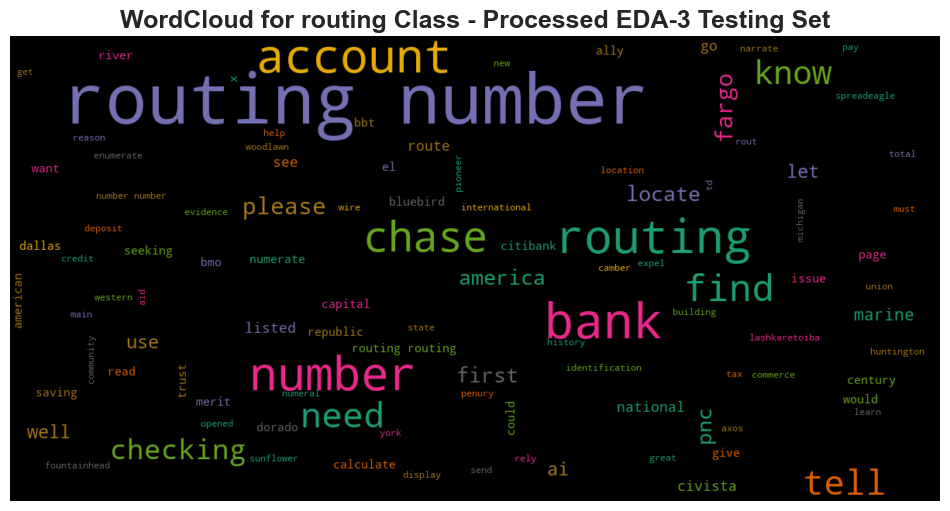 WordCloud for routing Class - Processed EDA-3 Testing Set
river
account
ally
go
narrate
pay
get
x
new
know
routing number
fargo
spreadeagle
reason
help
bbt
rout
enumerate
woodlawn
see
route
pioneer
location
total
want
el
td
let
number number
please
bluebird
wire
international
locate
michigan
must
evidence
deposit
dallas
seeking
chase
citibank
routing
credit
bmo
numerate
camber
expel
page
american
western
aid
america
find
issue
union
main
capital
bank
building
marine
listed
republic
state
use
routing routing
history
lashkaretoiba
huntington
community
read
trust
number
first
identification
tax
commerce
century
saving
merit
numeral
penury
would
need
could
national
pnc
learn
well
opened
dorado
york
axos
checking
sunflower
calculate
rely
great
give
fountainhead
display
send
ai
civista
tell